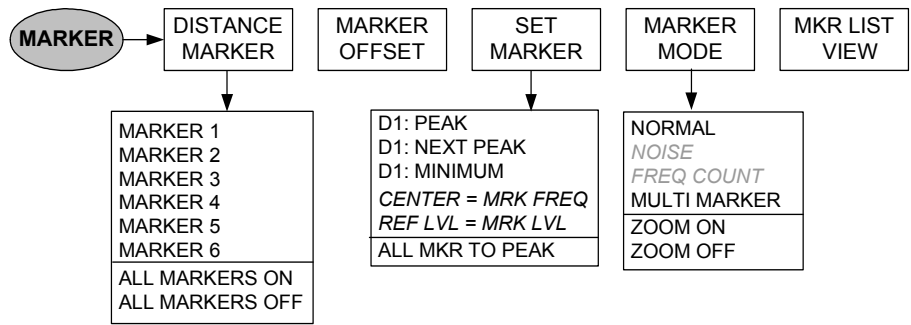 MARKER
DISTANCE
MARKER
MARKER
OFFSET
SET
MARKER
MARKER
MODE
MKR LIST
VIEW
MARKER 1
MARKER 2
MARKER 3
MARKER 4
MARKER 5
MARKER 6
ALL MARKERS ON
ALL MARKERS OFF
D1: PEAK
D1: NEXT PEAK
D1: MINIMUM
CENTER = MRK FREQ
REF LVL = MRK LVL
ALL MKR TO PEAK
NORMAL
NOISE
FREQ COUNT
MULTI MARKER
ZOOM ON
ZOOM OFF